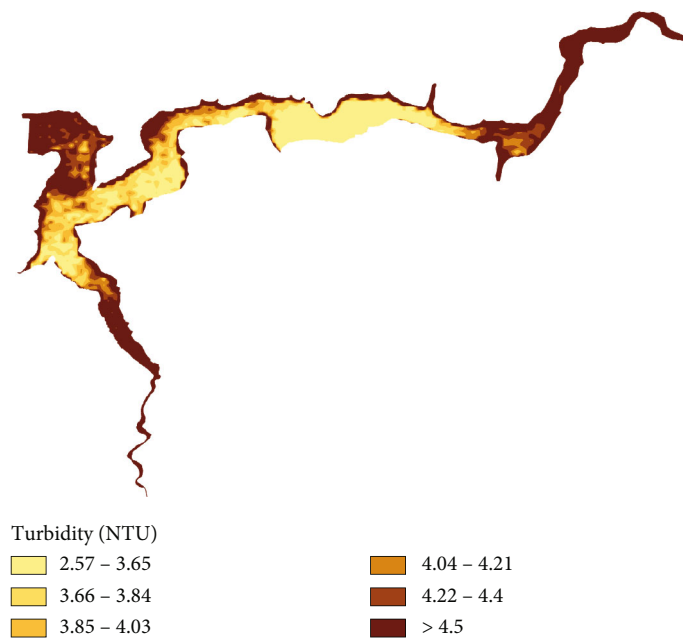 Turbidity (NTU)
2.57 – 3.65
3.66 – 3.84
3.85 – 4.03
4.04 – 4.21
4.22 – 4.4
> 4.5